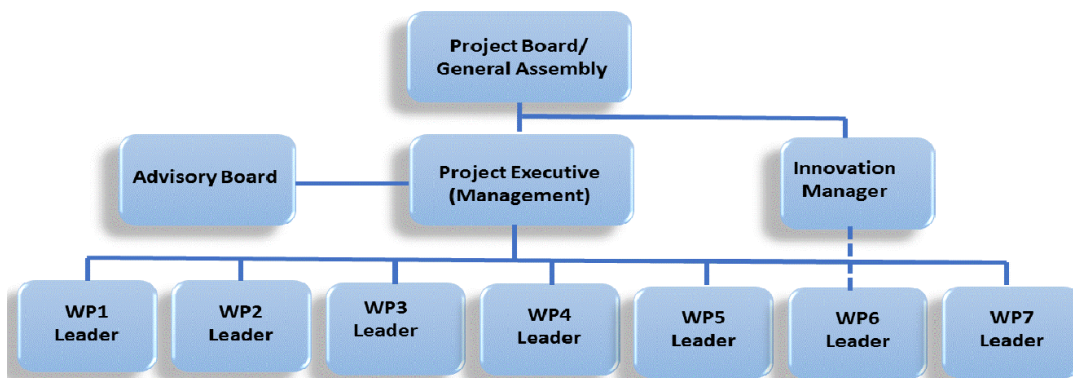 Project Board/
General Assembly
Advisory Board
Project Executive
(Management)
Innovation
Manager
WP1
Leader
WP2
Leader
WP3
Leader
WP4
Leader
WP5
Leader
WP6
Leader
WP7
Leader